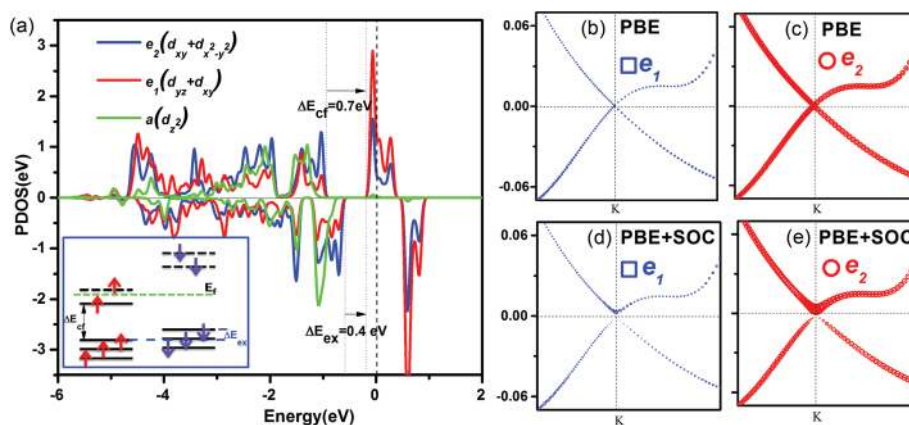 (a)
e₂(dxy+dx²-y²)
e₁(dyz+dxy)
a(dz²)
ΔEcf=0.7eV
ΔEex=0.4 eV
Ef
ΔEcf
ΔEex
PDOS(eV)
3
2
1
0
-1
-2
-3
-6
-4
-2
0
2
Energy(eV)
(b) PBE
e₁
0.06
0.00
-0.06
K
(c) PBE
e₂
K
(d) PBE+SOC
e₁
0.06
0.00
-0.06
K
(e) PBE+SOC
e₂
K